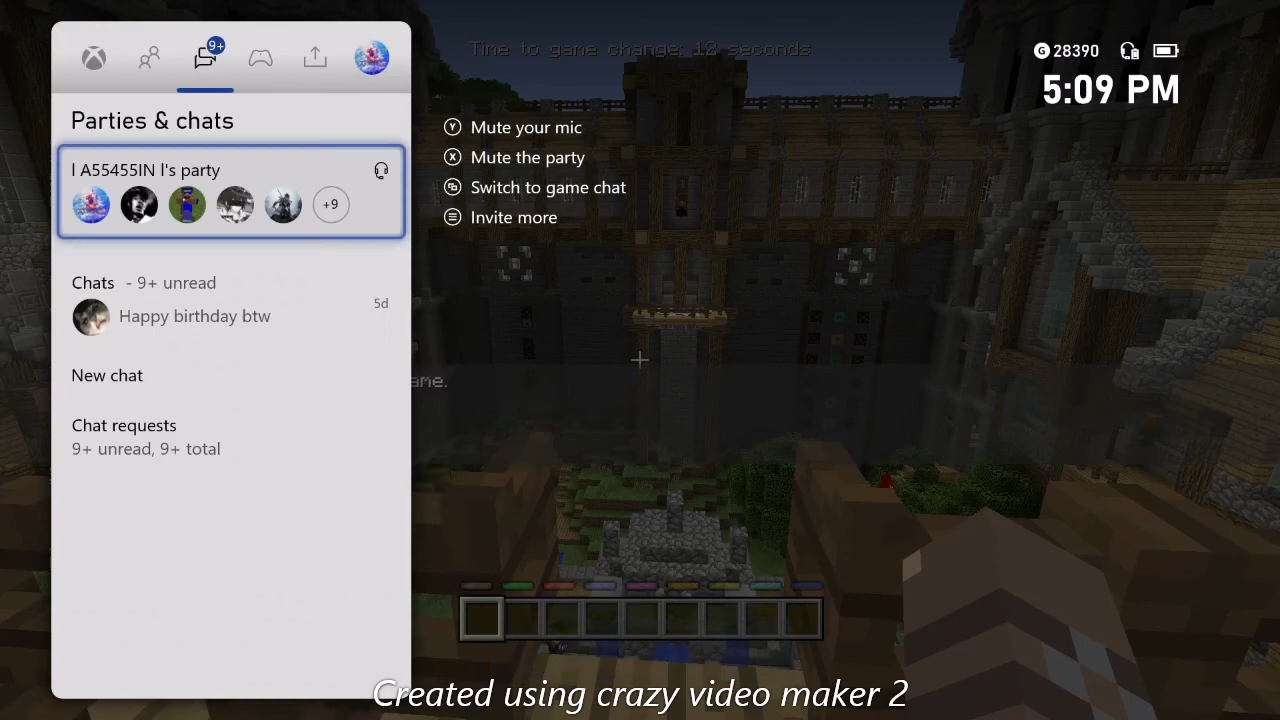 9+
Time to game change: 12 seconds
G 28390
5:09 PM
Parties & chats
Y Mute your mic
X Mute the party
Switch to game chat
Invite more
l A55455IN l's party
+9
Chats - 9+ unread
5d
Happy birthday btw
New chat
ame.
Chat requests
9+ unread, 9+ total
Created using crazy video maker 2